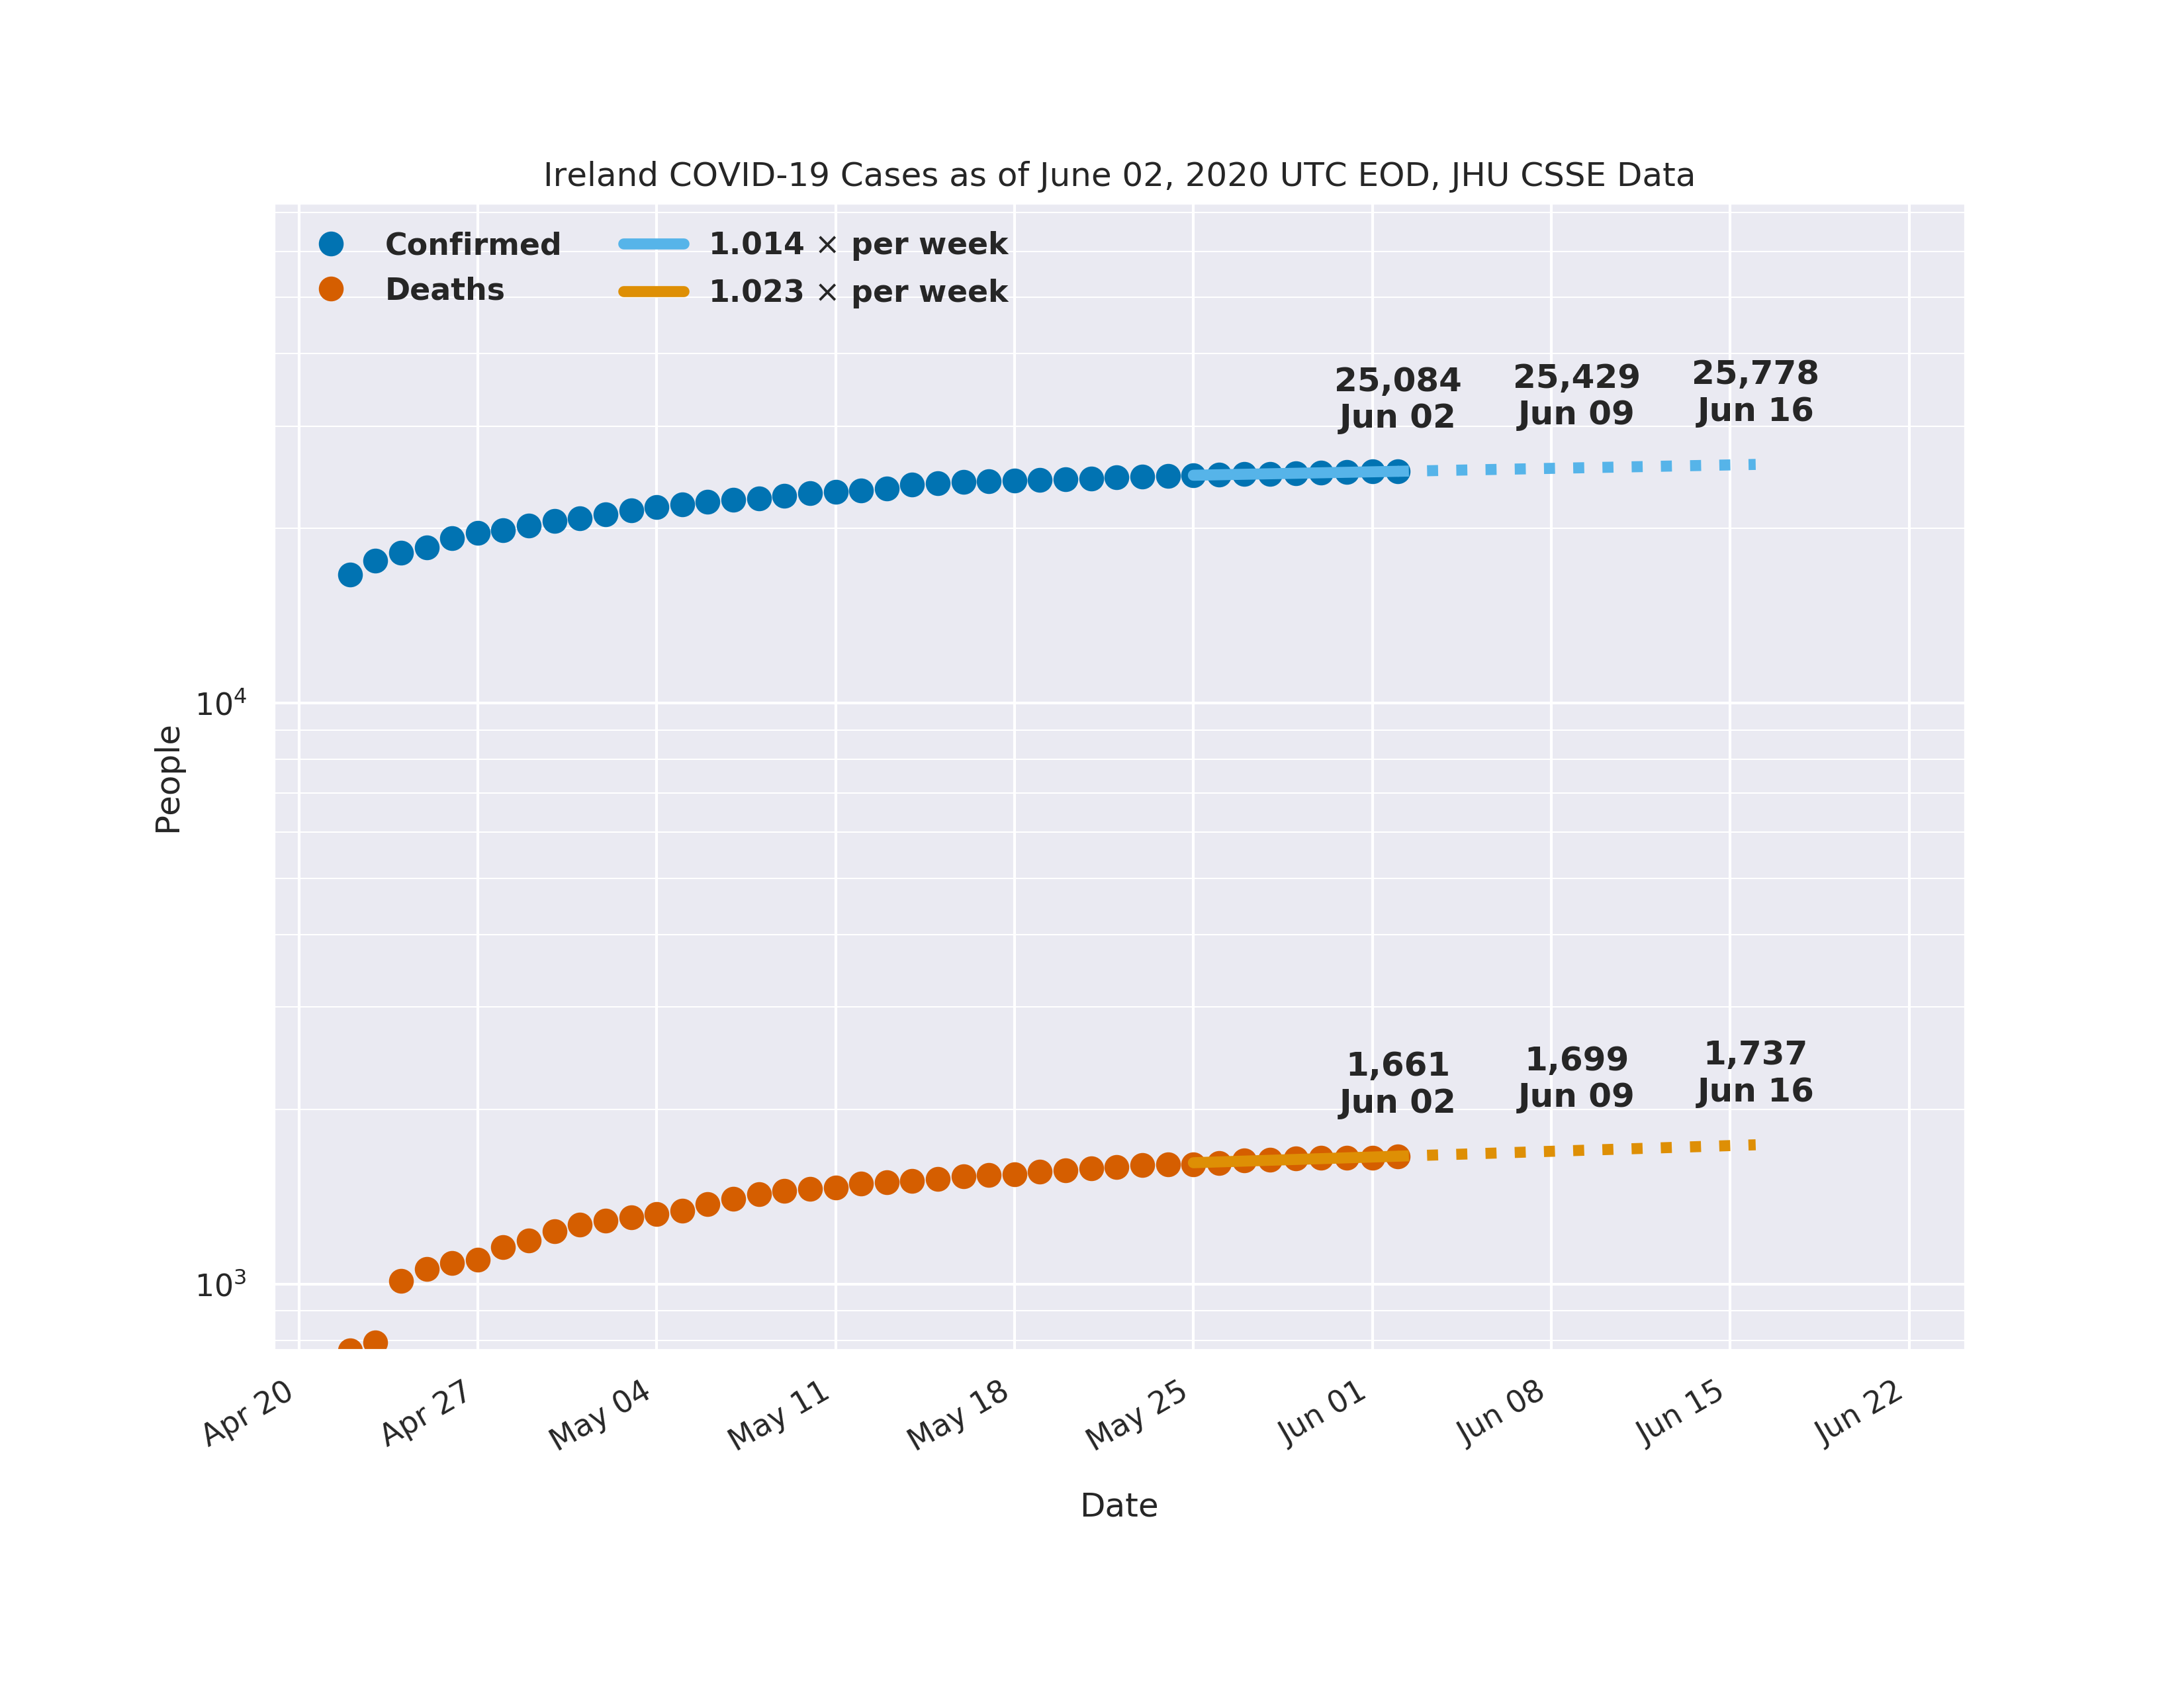 Ireland COVID-19 Cases as of June 02, 2020 UTC EOD, JHU CSSE Data
Confirmed
Deaths
1.014 × per week
1.023 × per week
25,084
Jun 02
25,429
Jun 09
25,778
Jun 16
10⁴
People
1,661
Jun 02
1,699
Jun 09
1,737
Jun 16
10³
Apr 20
Apr 27
May 04
May 11
May 18
May 25
Jun 01
Jun 08
Jun 15
Jun 22
Date